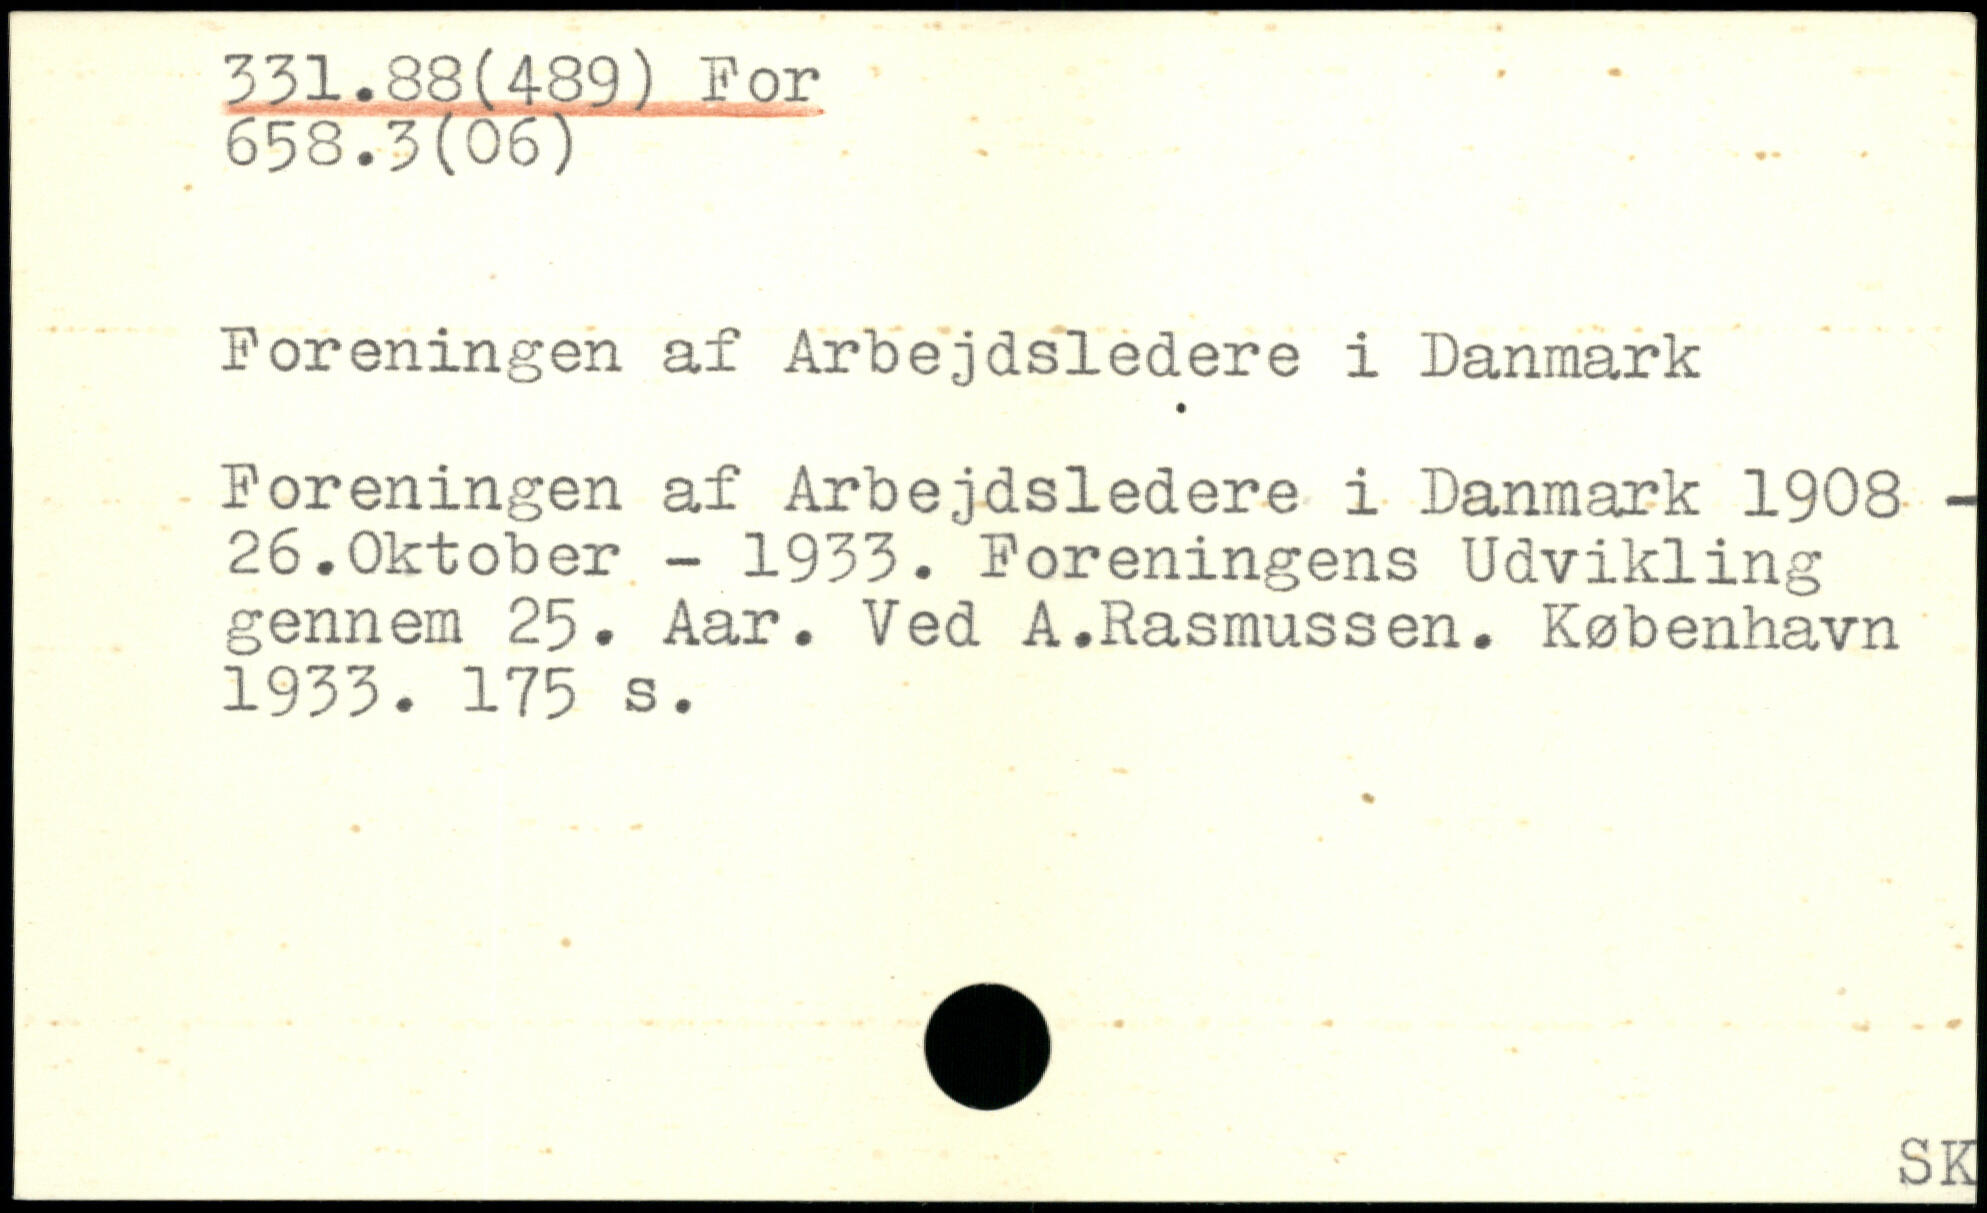 331.88(489) For
658.3(06)
Foreningen af Arbejdsledere i Danmark
Foreningen af Arbejdsledere i Danmark 1908 -
26.Oktober - 1933. Foreningens Udvikling
gennem 25. Aar. Ved A.Rasmussen. København
1933. 175 s.
SK